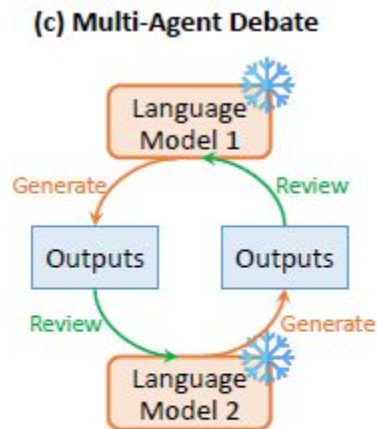 (c) Multi-Agent Debate
Language
Model 1
Generate
Review
Outputs
Outputs
Review
Generate
Language
Model 2